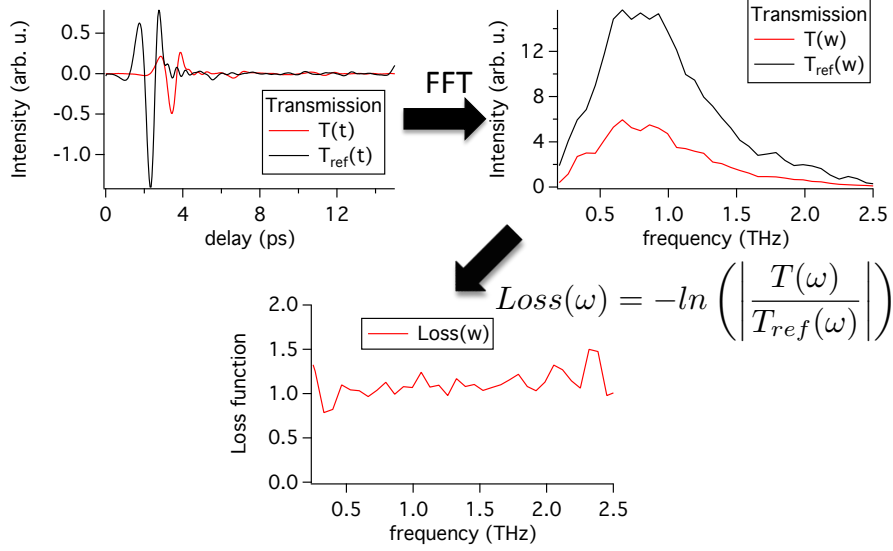 Intensity (arb. u.)
0.5
0.0
-0.5
-1.0
0
4
8
12
delay (ps)
Transmission
T(t)
T_ref(t)
FFT
Intensity (arb. u.)
12
8
4
0
0.5
1.0
1.5
2.0
2.5
frequency (THz)
Transmission
T(w)
T_ref(w)
Loss(ω) = −ln(|T(ω)/T_ref(ω)|)
Loss function
2.0
1.5
1.0
0.5
0.0
0.5
1.0
1.5
2.0
2.5
frequency (THz)
Loss(w)